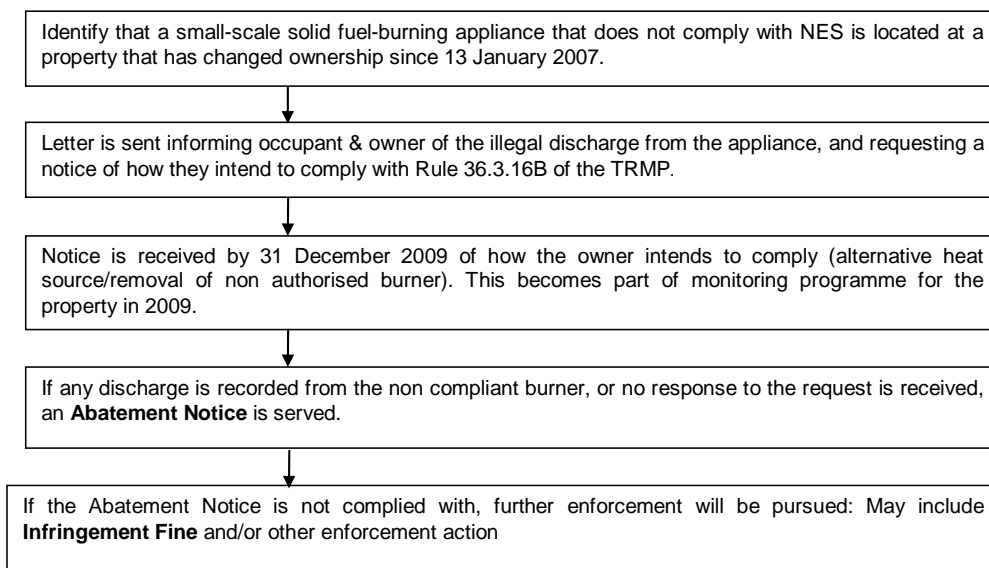 Identify that a small-scale solid fuel-burning appliance that does not comply with NES is located at a
property that has changed ownership since 13 January 2007.
Letter is sent informing occupant & owner of the illegal discharge from the appliance, and requesting a
notice of how they intend to comply with Rule 36.3.16B of the TRMP.
Notice is received by 31 December 2009 of how the owner intends to comply (alternative heat
source/removal of non authorised burner). This becomes part of monitoring programme for the
property in 2009.
If any discharge is recorded from the non compliant burner, or no response to the request is received,
an Abatement Notice is served.
If the Abatement Notice is not complied with, further enforcement will be pursued: May include
Infringement Fine and/or other enforcement action